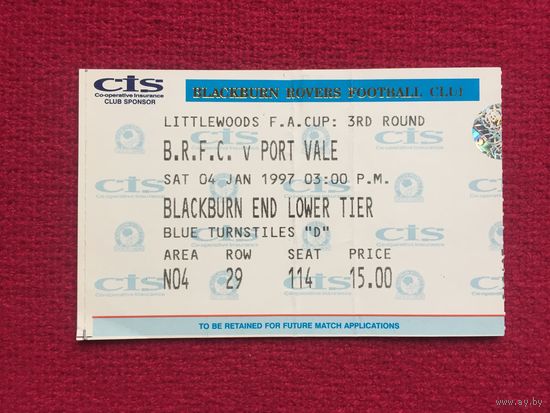 cis
Co-operative Insurance
CLUB SPONSOR
BLACKBURN ROVERS FOOTBALL CLU
LITTLEWOODS F.A.CUP: 3RD ROUND
B.R.F.C. v PORT VALE
SAT 04 JAN 1997 03:00 P.M.
BLACKBURN END LOWER TIER
BLUE TURNSTILES "D"
AREA ROW SEAT PRICE
N04 29 114 15.00
TO BE RETAINED FOR FUTURE MATCH APPLICATIONS
www.ay.by